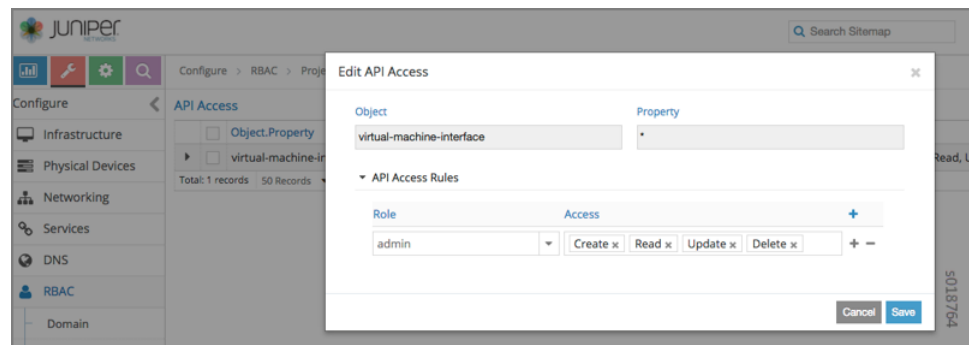 JUNIPER
NETWORKS
Search Sitemap
Configure > RBAC > Proje
Edit API Access
Configure
API Access
Object
Property
Infrastructure
Object.Property
virtual-machine-interface
*
Physical Devices
virtual-machine-in
Read, U
Total: 1 records 50 Records
API Access Rules
Networking
Role
Access
Services
admin
Create x Read x Update x Delete x
DNS
RBAC
Domain
Cancel
Save
s018764